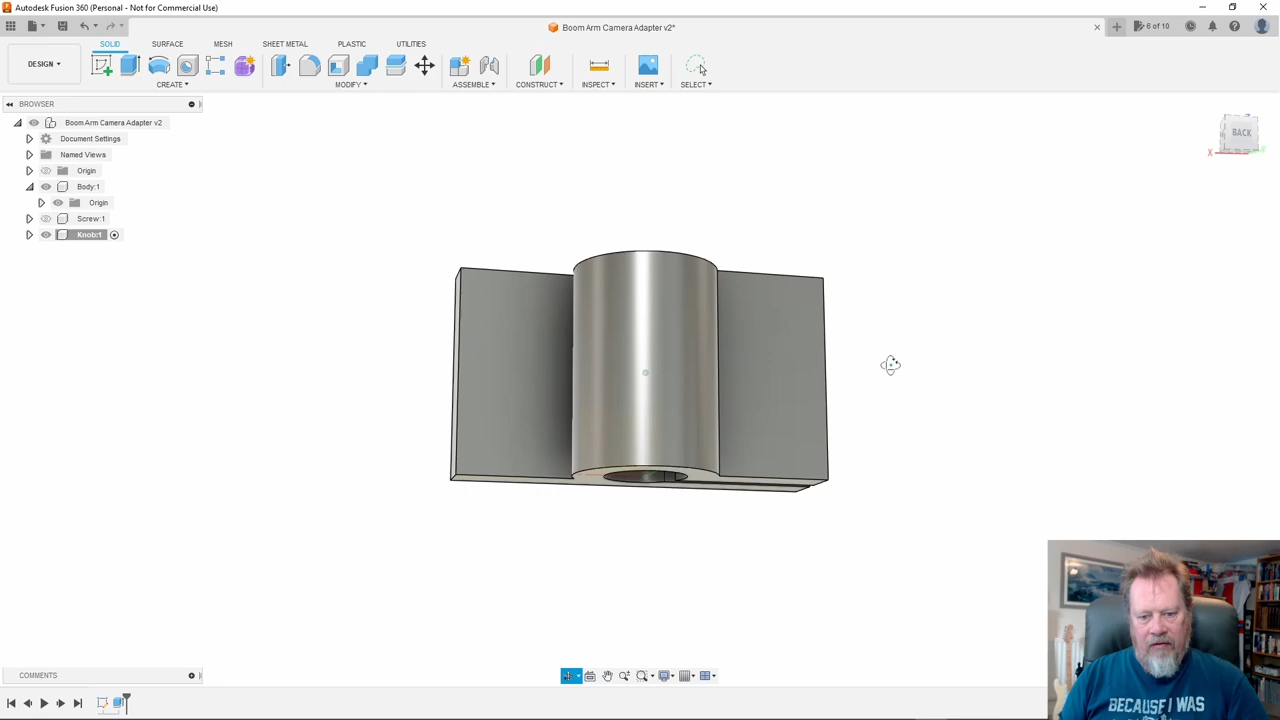 Autodesk Fusion 360 (Personal - Not for Commercial Use)
Boom Arm Camera Adapter v2*
6 of 10
SOLID
SURFACE
MESH
SHEET METAL
PLASTIC
UTILITIES
DESIGN
CREATE
MODIFY
ASSEMBLE
CONSTRUCT
INSPECT
INSERT
SELECT
BROWSER
Boom Arm Camera Adapter v2
Document Settings
Named Views
Origin
Body:1
Origin
Screw:1
Knob:1
BACK
X
COMMENTS
BECAUSE I WAS